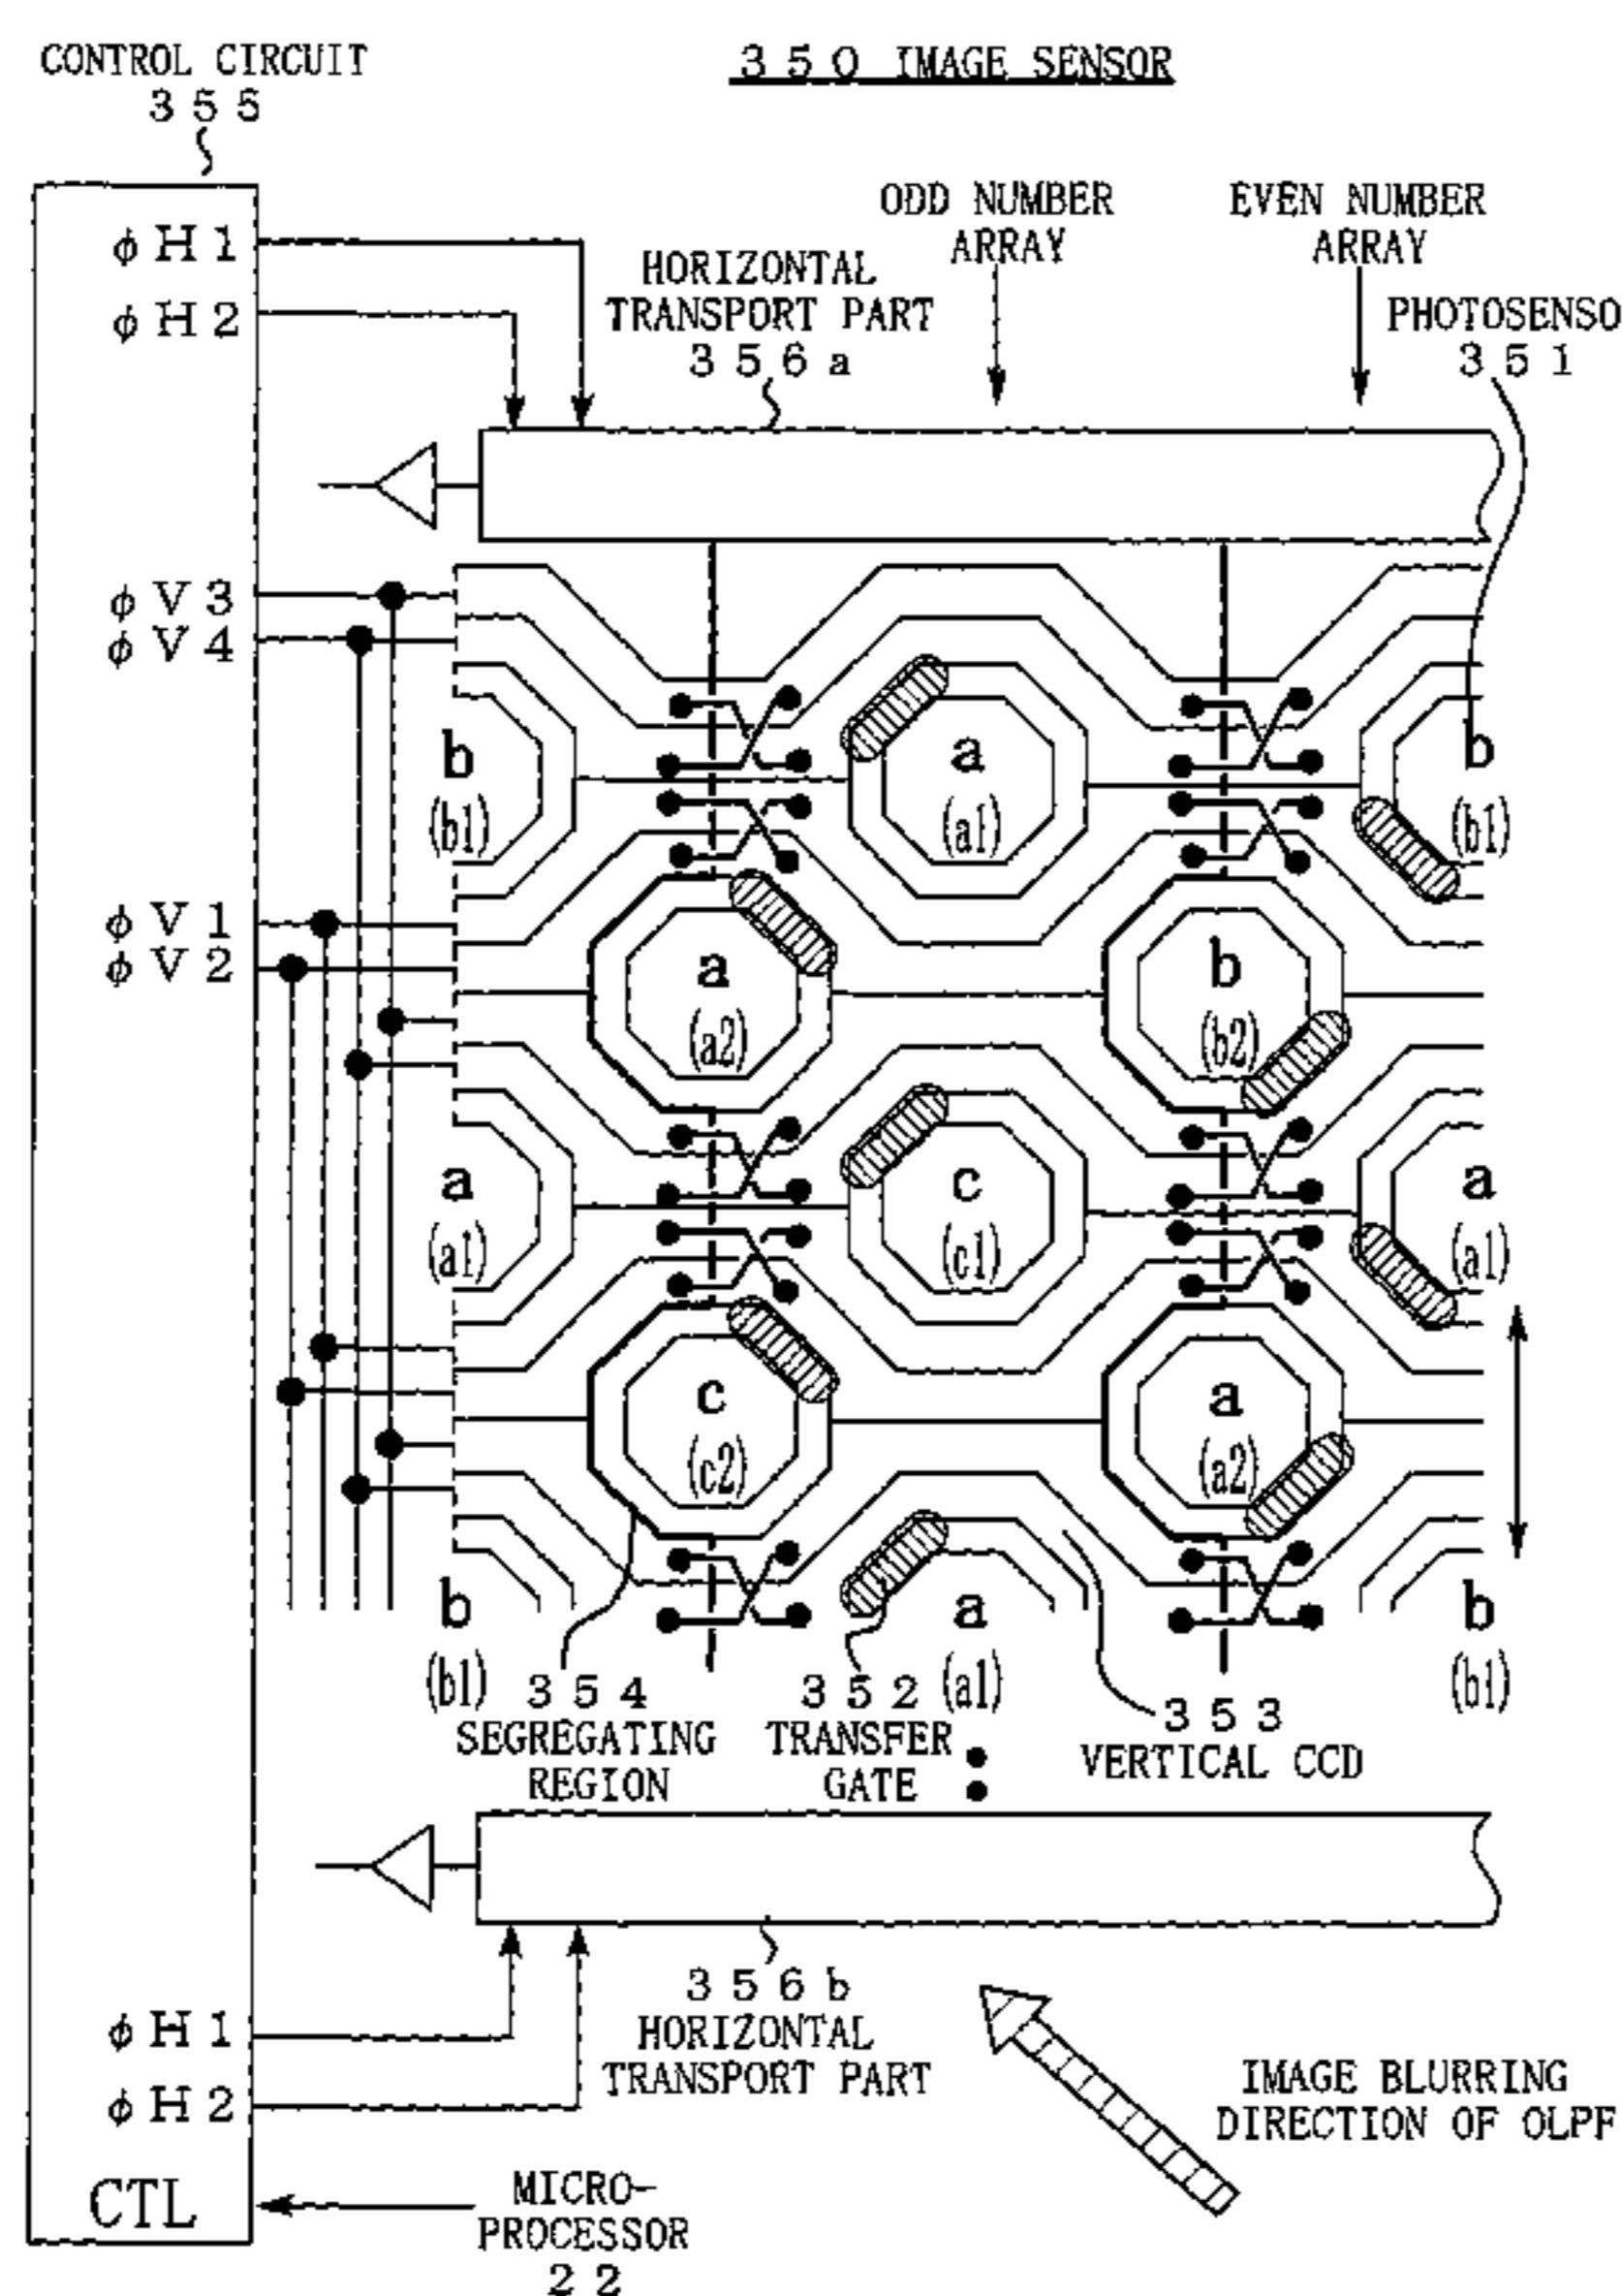 350 IMAGE SENSOR
CONTROL CIRCUIT
355
ODD NUMBER
ARRAY
EVEN NUMBER
ARRAY
φH1
φH2
HORIZONTAL
TRANSPORT PART
356a
PHOTOSENSO
351
φV3
φV4
b
(b1)
a
(a1)
b
(b1)
φV1
φV2
a
(a2)
b
(b2)
a
(a1)
c
(c1)
a
(a1)
c
(c2)
a
(a2)
b
(b1)
a
(a1)
b
(b1)
354
SEGREGATING
REGION
352
TRANSFER
GATE
353
VERTICAL CCD
356b
HORIZONTAL
TRANSPORT PART
φH1
φH2
IMAGE BLURRING
DIRECTION OF OLPF
CTL
MICRO-
PROCESSOR
22